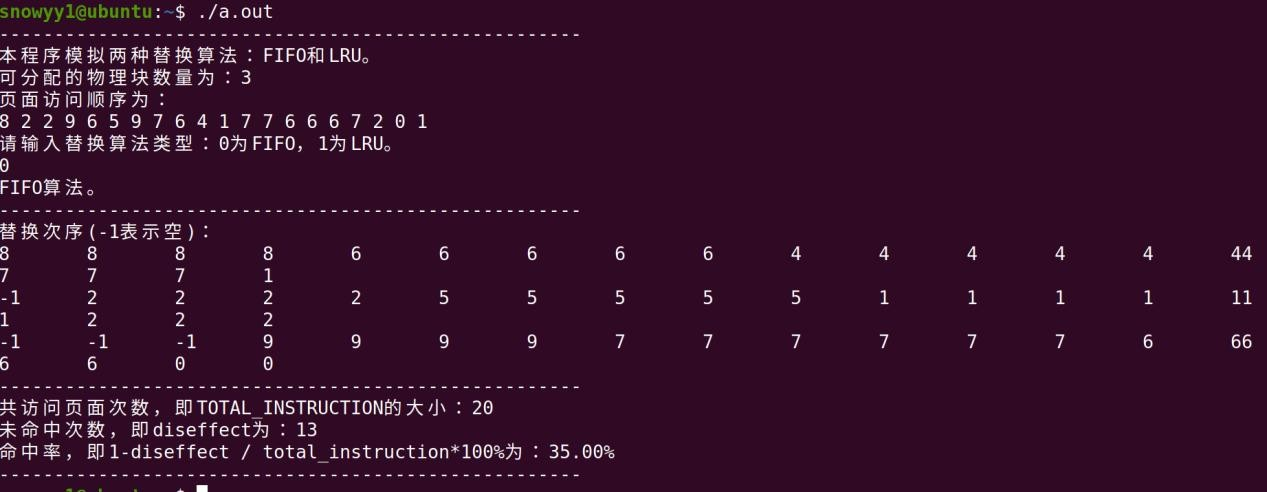 snowyy1@ubuntu:~$ ./a.out
-----------------------------------------------------
本程序模拟两种替换算法：FIFO和LRU。
可分配的物理块数量为：3
页面访问顺序为：
8 2 2 9 6 5 9 7 6 4 1 7 7 6 6 6 7 2 0 1
请输入替换算法类型：0为FIFO，1为LRU。
0
FIFO算法。
-----------------------------------------------------
替换次序(-1表示空)：
8 8 8 8 6 6 6 6 6 4 4 4 4 4 44
7 7 7 1
-1 2 2 2 2 5 5 5 5 5 1 1 1 1 11
1 2 2 2
-1 -1 -1 9 9 9 9 7 7 7 7 7 7 6 66
6 6 0 0
-----------------------------------------------------
共访问页面次数，即TOTAL_INSTRUCTION的大小：20
未命中次数，即diseffect为：13
命中率，即1-diseffect / total_instruction*100%为：35.00%
-----------------------------------------------------